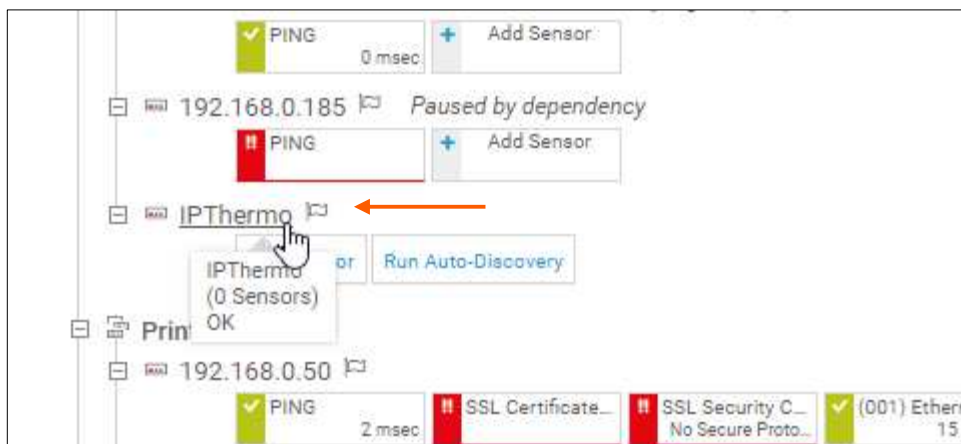 PING
0 msec
Add Sensor
192.168.0.185 Paused by dependency
PING
Add Sensor
IPThermo
or
Run Auto-Discovery
IPThermo
(0 Sensors)
OK
Prin
192.168.0.50
PING
2 msec
SSL Certificate...
SSL Security C...
No Secure Proto...
(001) Ethern
15